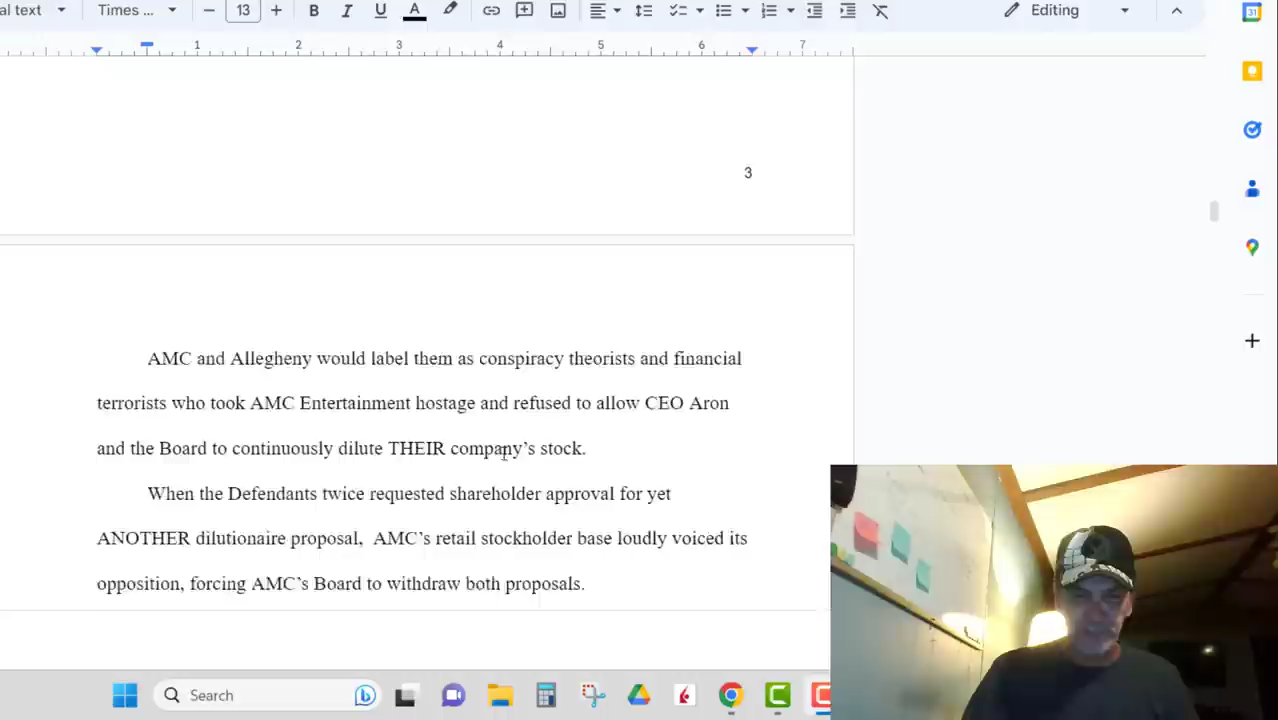 al text
Times ...
13
B
I
U
A
Editing
31
1
2
3
4
5
6
7
3
AMC and Allegheny would label them as conspiracy theorists and financial
terrorists who took AMC Entertainment hostage and refused to allow CEO Aron
and the Board to continuously dilute THEIR company’s stock.
When the Defendants twice requested shareholder approval for yet
ANOTHER dilutionaire proposal,  AMC’s retail stockholder base loudly voiced its
opposition, forcing AMC’s Board to withdraw both proposals.
Search